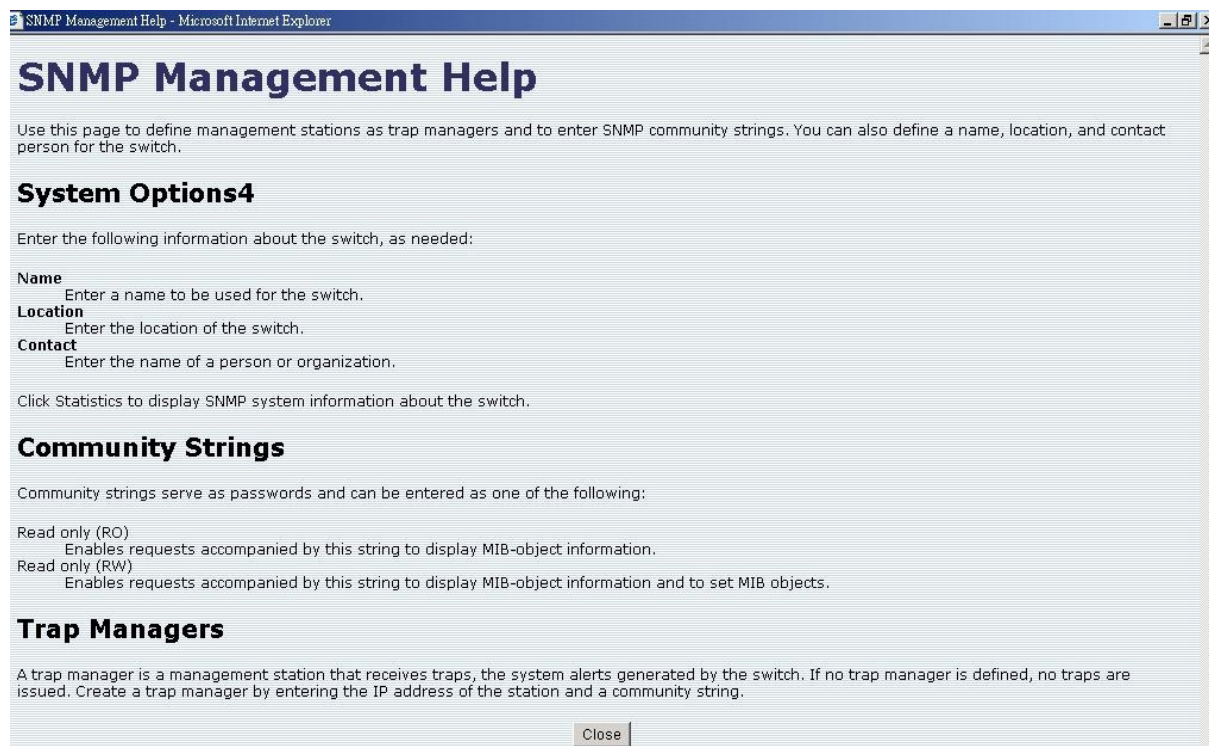 SNMP Management Help - Microsoft Internet Explorer
SNMP Management Help
Use this page to define management stations as trap managers and to enter SNMP community strings. You can also define a name, location, and contact
person for the switch.
System Options4
Enter the following information about the switch, as needed:
Name
Enter a name to be used for the switch.
Location
Enter the location of the switch.
Contact
Enter the name of a person or organization.
Click Statistics to display SNMP system information about the switch.
Community Strings
Community strings serve as passwords and can be entered as one of the following:
Read only (RO)
Enables requests accompanied by this string to display MIB-object information.
Read only (RW)
Enables requests accompanied by this string to display MIB-object information and to set MIB objects.
Trap Managers
A trap manager is a management station that receives traps, the system alerts generated by the switch. If no trap manager is defined, no traps are
issued. Create a trap manager by entering the IP address of the station and a community string.
Close